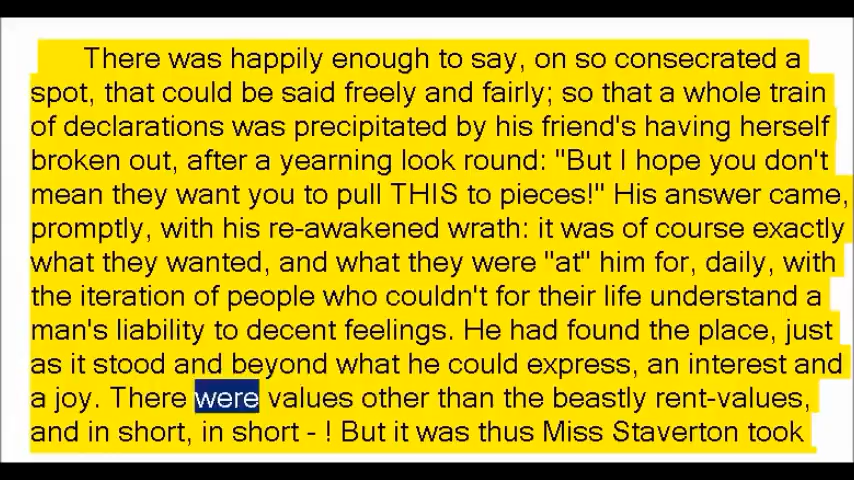 There was happily enough to say, on so consecrated a
spot, that could be said freely and fairly; so that a whole train
of declarations was precipitated by his friend's having herself
broken out, after a yearning look round: "But I hope you don't
mean they want you to pull THIS to pieces!" His answer came,
promptly, with his re-awakened wrath: it was of course exactly
what they wanted, and what they were "at" him for, daily, with
the iteration of people who couldn't for their life understand a
man's liability to decent feelings. He had found the place, just
as it stood and beyond what he could express, an interest and
a joy. There were values other than the beastly rent-values,
and in short, in short - ! But it was thus Miss Staverton took